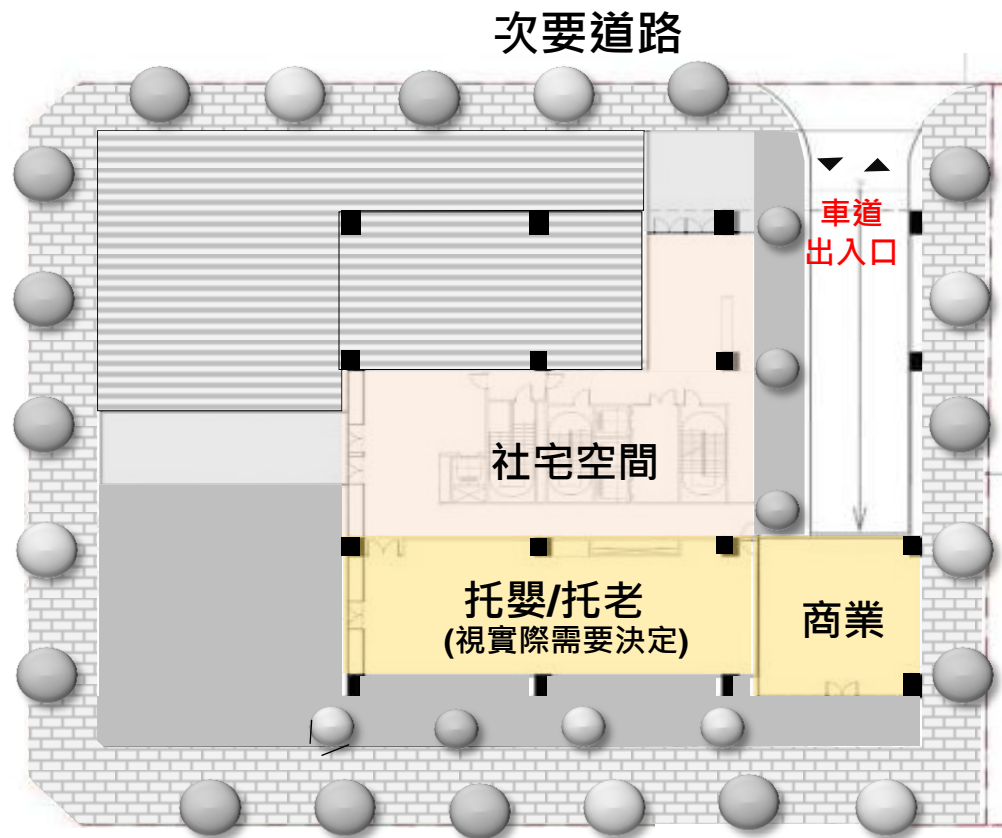 次要道路
車道
出入口
社宅空間
托嬰/托老
(視實際需要決定)
商業